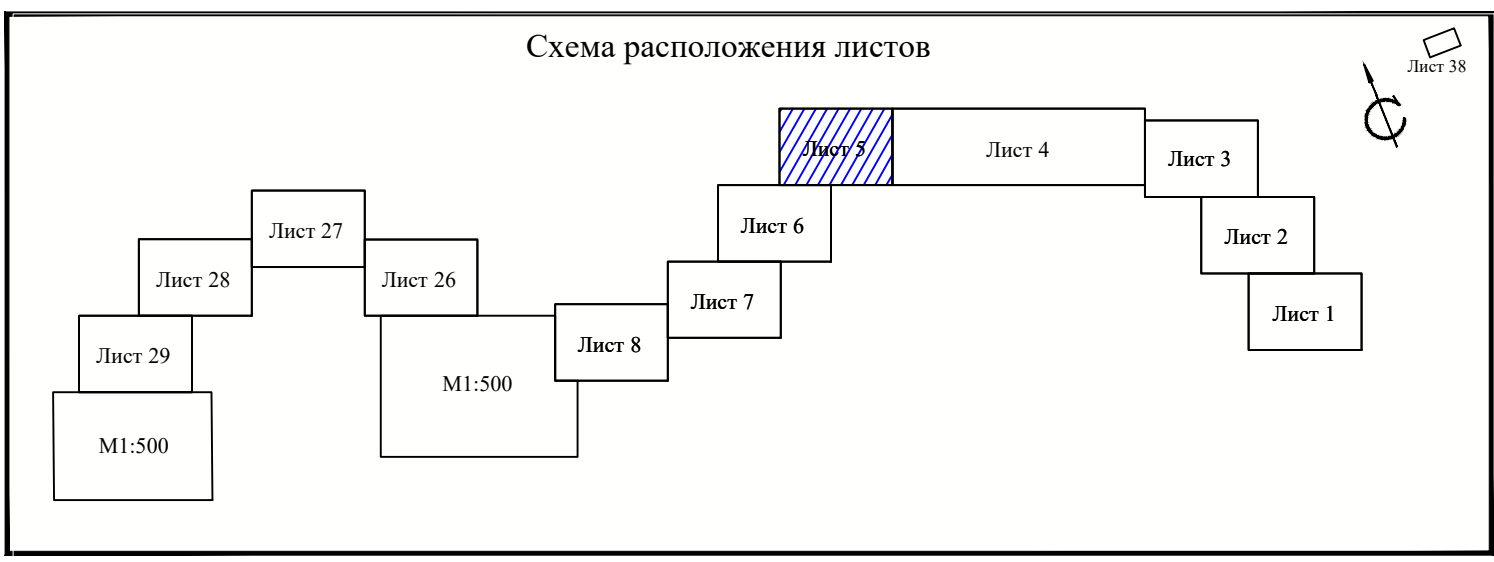 Схема расположения листов
Лист 38
Лист 5
Лист 4
Лист 3
Лист 27
Лист 6
Лист 2
Лист 28
Лист 26
Лист 7
Лист 1
Лист 29
Лист 8
М1:500
М1:500
С